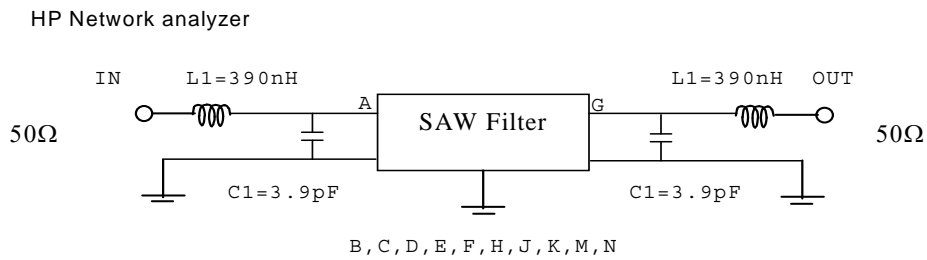 HP Network analyzer
IN L1=390nH L1=390nH OUT
A G
50Ω SAW Filter 50Ω
C1=3.9pF C1=3.9pF
B,C,D,E,F,H,J,K,M,N